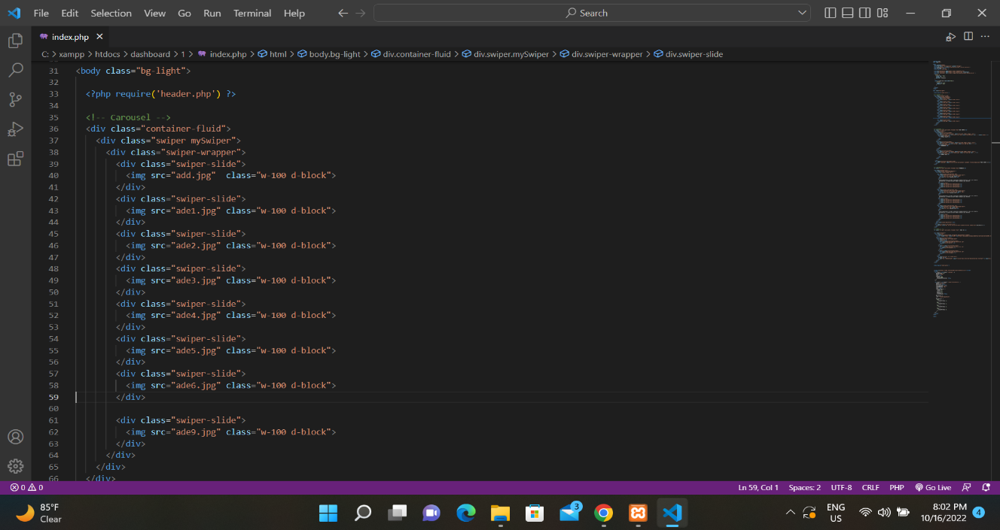 File Edit Selection View Go Run Terminal Help Search
index.php
C: > xampp > htdocs > dashboard > 1 > index.php > html > body.bg-light > div.container-fluid > div.swiper.mySwiper > div.swiper-wrapper > div.swiper-slide
31 <body class="bg-light">
32
33 <?php require('header.php') ?>
34
35 <!-- Carousel -->
36 <div class="container-fluid">
37 <div class="swiper mySwiper">
38 <div class="swiper-wrapper">
39 <div class="swiper-slide">
40 <img src="add.jpg"  class="w-100 d-block">
41 </div>
42 <div class="swiper-slide">
43 <img src="ade1.jpg" class="w-100 d-block">
44 </div>
45 <div class="swiper-slide">
46 <img src="ade2.jpg" class="w-100 d-block">
47 </div>
48 <div class="swiper-slide">
49 <img src="ade3.jpg" class="w-100 d-block">
50 </div>
51 <div class="swiper-slide">
52 <img src="ade4.jpg" class="w-100 d-block">
53 </div>
54 <div class="swiper-slide">
55 <img src="ade5.jpg" class="w-100 d-block">
56 </div>
57 <div class="swiper-slide">
58 <img src="ade6.jpg" class="w-100 d-block">
59 </div>
60
61 <div class="swiper-slide">
62 <img src="ade9.jpg" class="w-100 d-block">
63 </div>
64 </div>
65 </div>
66 </div>
0 0 Ln 59, Col 1 Spaces: 2 UTF-8 CRLF PHP Go Live
85°F
Clear
3
ENG
US
8:02 PM
10/16/2022
4